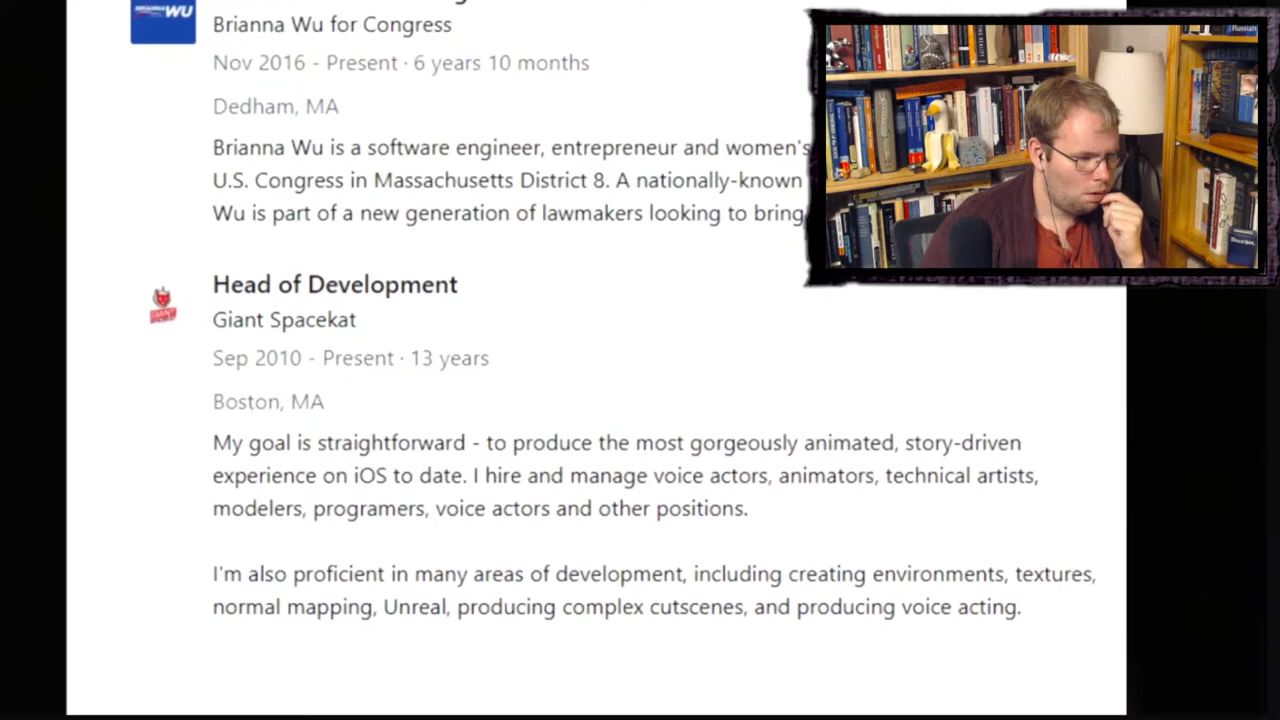 WU
Brianna Wu for Congress
Nov 2016 - Present · 6 years 10 months
Dedham, MA
Brianna Wu is a software engineer, entrepreneur and women's
U.S. Congress in Massachusetts District 8. A nationally-known
Wu is part of a new generation of lawmakers looking to bring
Head of Development
Giant Spacekat
Sep 2010 - Present · 13 years
Boston, MA
My goal is straightforward - to produce the most gorgeously animated, story-driven
experience on iOS to date. I hire and manage voice actors, animators, technical artists,
modelers, programers, voice actors and other positions.
I'm also proficient in many areas of development, including creating environments, textures,
normal mapping, Unreal, producing complex cutscenes, and producing voice acting.
Russian